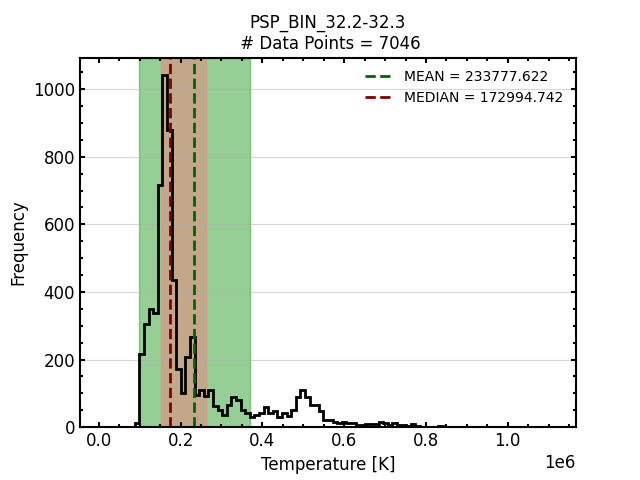 PSP_BIN_32.2-32.3
# Data Points = 7046
MEAN = 233777.622
MEDIAN = 172994.742
Frequency
1000
800
600
400
200
0
0.0 0.2 0.4 0.6 0.8 1.0
1e6
Temperature [K]